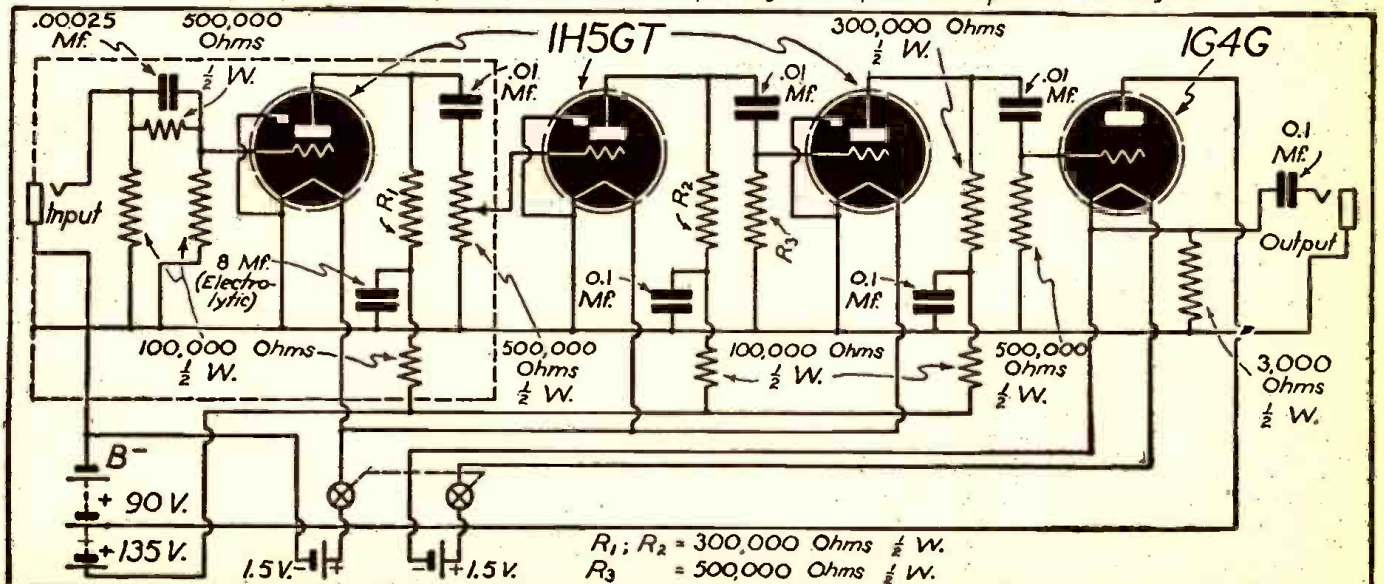 .00025
Mf.
500,000
Ohms
½ W.
1H5GT
300,000 Ohms
½ W.
1G4G
.01
Mf.
.01
Mf.
.01
Mf.
0.1
Mf.
Input
R1
R2
R3
Output
8 Mf.
(Electro-
lytic)
0.1
Mf.
0.1
Mf.
100,000 Ohms
½ W.
500,000
Ohms
½ W.
100,000 Ohms
½ W.
500,000
Ohms
½ W.
3,000
Ohms
½ W.
B-
+ 90 V.
+ 135 V.
1.5V. - +
- + 1.5 V.
R1 ; R2 = 300,000 Ohms ½ W.
R3 = 500,000 Ohms ½ W.